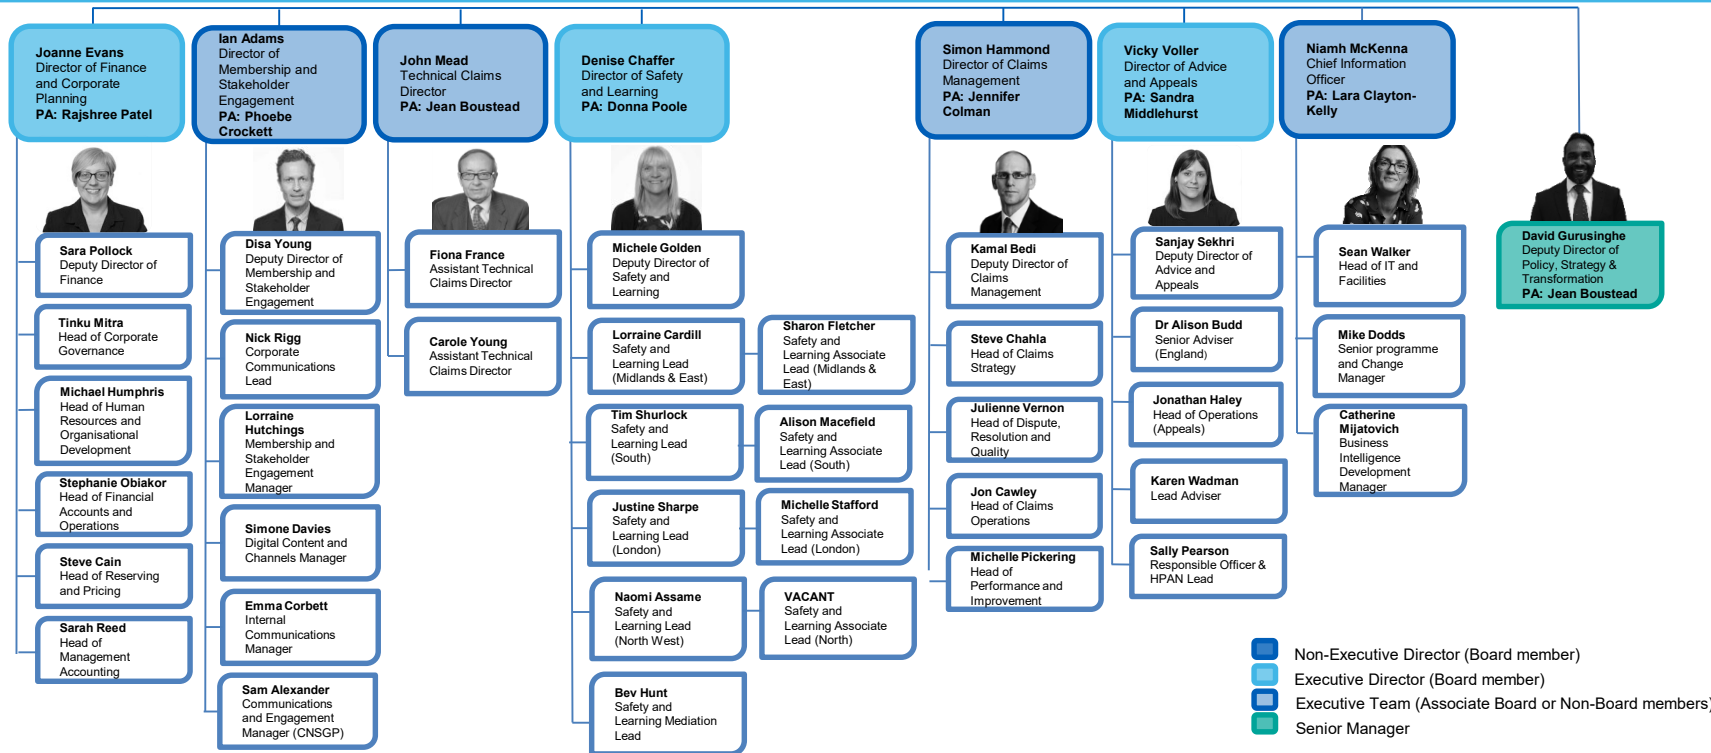 Joanne Evans
Director of Finance
and Corporate
Planning
PA: Rajshree Patel
Ian Adams
Director of
Membership and
Stakeholder
Engagement
PA: Phoebe
Crockett
John Mead
Technical Claims
Director
PA: Jean Boustead
Denise Chaffer
Director of Safety
and Learning
PA: Donna Poole
Simon Hammond
Director of Claims
Management
PA: Jennifer
Colman
Vicky Voller
Director of Advice
and Appeals
PA: Sandra
Middlehurst
Niamh McKenna
Chief Information
Officer
PA: Lara Clayton-
Kelly
David Gurusinghe
Deputy Director of
Policy, Strategy &
Transformation
PA: Jean Boustead
Sara Pollock
Deputy Director of
Finance
Tinku Mitra
Head of Corporate
Governance
Michael Humphris
Head of Human
Resources and
Organisational
Development
Stephanie Obiakor
Head of Financial
Accounts and
Operations
Steve Cain
Head of Reserving
and Pricing
Sarah Reed
Head of
Management
Accounting
Disa Young
Deputy Director of
Membership and
Stakeholder
Engagement
Nick Rigg
Corporate
Communications
Lead
Lorraine
Hutchings
Membership and
Stakeholder
Engagement
Manager
Simone Davies
Digital Content and
Channels Manager
Emma Corbett
Internal
Communications
Manager
Sam Alexander
Communications
and Engagement
Manager (CNSGP)
Fiona France
Assistant Technical
Claims Director
Carole Young
Assistant Technical
Claims Director
Michele Golden
Deputy Director of
Safety and
Learning
Lorraine Cardill
Safety and
Learning Lead
(Midlands & East)
Sharon Fletcher
Safety and
Learning Associate
Lead (Midlands &
East)
Tim Shurlock
Safety and
Learning Lead
(South)
Alison Macefield
Safety and
Learning Associate
Lead (South)
Justine Sharpe
Safety and
Learning Lead
(London)
Michelle Stafford
Safety and
Learning Associate
Lead (London)
Naomi Assame
Safety and
Learning Lead
(North West)
VACANT
Safety and
Learning Associate
Lead (North)
Bev Hunt
Safety and
Learning Mediation
Lead
Kamal Bedi
Deputy Director of
Claims
Management
Steve Chahla
Head of Claims
Strategy
Julienne Vernon
Head of Dispute,
Resolution and
Quality
Jon Cawley
Head of Claims
Operations
Michelle Pickering
Head of
Performance and
Improvement
Sanjay Sekhri
Deputy Director of
Advice and
Appeals
Dr Alison Budd
Senior Adviser
(England)
Jonathan Haley
Head of Operations
(Appeals)
Karen Wadman
Lead Adviser
Sally Pearson
Responsible Officer &
HPAN Lead
Sean Walker
Head of IT and
Facilities
Mike Dodds
Senior programme
and Change
Manager
Catherine
Mijatovich
Business
Intelligence
Development
Manager
Non-Executive Director (Board member)
Executive Director (Board member)
Executive Team (Associate Board or Non-Board members)
Senior Manager